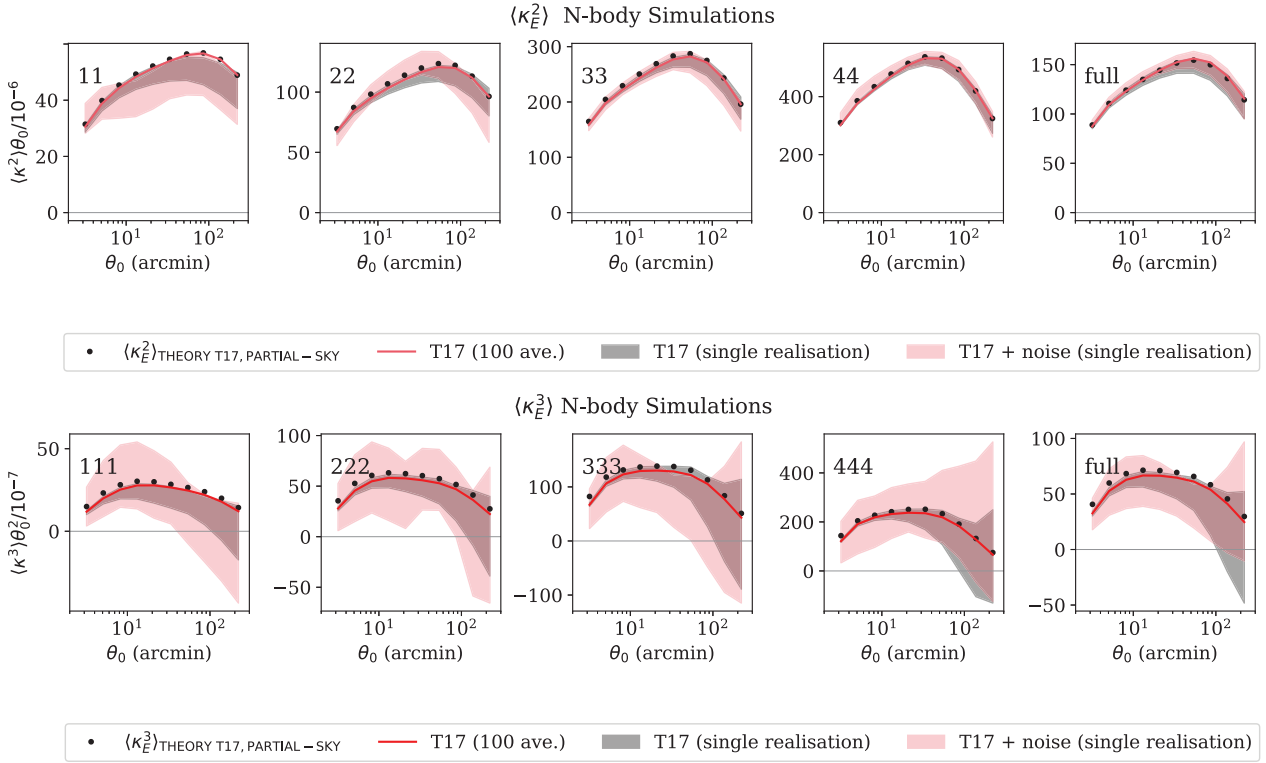 ⟨κ_E^2⟩ N-body Simulations
⟨κ^2⟩θ_0/10^−6
40
20
0
11
10^1
10^2
θ_0 (arcmin)
100
50
0
22
10^1
10^2
θ_0 (arcmin)
300
200
100
0
33
10^1
10^2
θ_0 (arcmin)
400
200
0
44
10^1
10^2
θ_0 (arcmin)
150
100
50
0
full
10^1
10^2
θ_0 (arcmin)
⟨κ_E^2⟩THEORY T17, PARTIAL−SKY
T17 (100 ave.)
T17 (single realisation)
T17 + noise (single realisation)
⟨κ_E^3⟩ N-body Simulations
⟨κ^3⟩θ_0^2/10^−7
50
0
111
10^1
10^2
θ_0 (arcmin)
100
50
0
−50
222
10^1
10^2
θ_0 (arcmin)
100
0
−100
333
10^1
10^2
θ_0 (arcmin)
400
200
0
444
10^1
10^2
θ_0 (arcmin)
100
50
0
−50
full
10^1
10^2
θ_0 (arcmin)
⟨κ_E^3⟩THEORY T17, PARTIAL−SKY
T17 (100 ave.)
T17 (single realisation)
T17 + noise (single realisation)